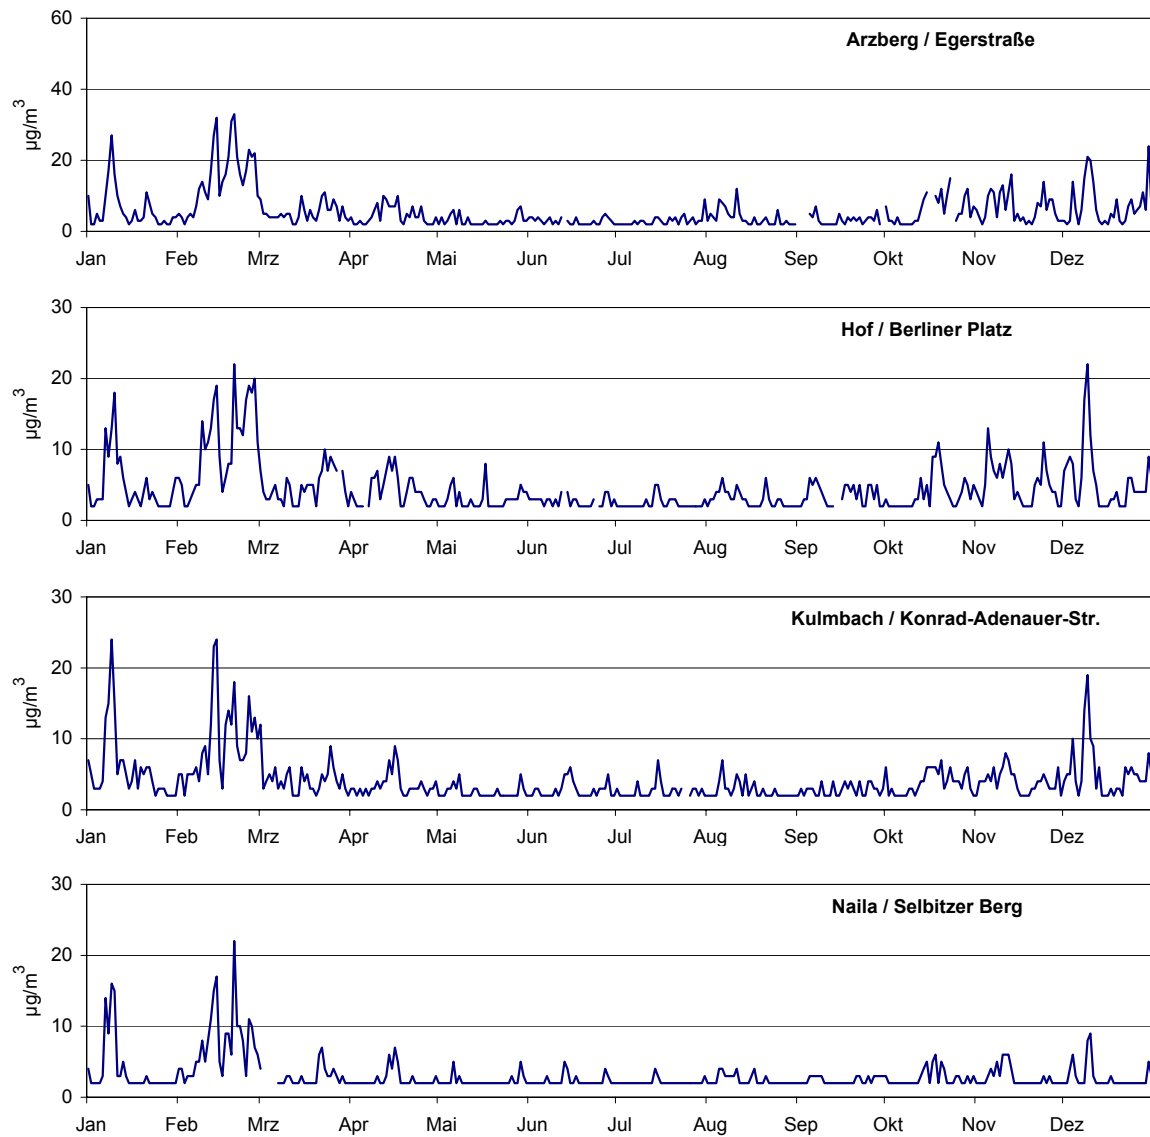 60
Arzberg / Egerstraße
40
µg/m³
20
0
Jan Feb Mrz Apr Mai Jun Jul Aug Sep Okt Nov Dez
30
Hof / Berliner Platz
20
µg/m³
10
0
Jan Feb Mrz Apr Mai Jun Jul Aug Sep Okt Nov Dez
30
Kulmbach / Konrad-Adenauer-Str.
20
µg/m³
10
0
Jan Feb Mrz Apr Mai Jun Jul Aug Sep Okt Nov Dez
30
Naila / Selbitzer Berg
20
µg/m³
10
0
Jan Feb Mrz Apr Mai Jun Jul Aug Sep Okt Nov Dez